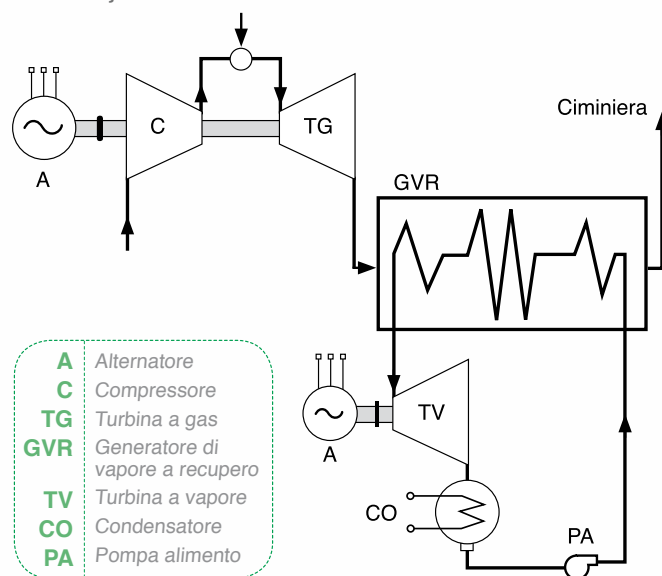 C
TG
A
Ciminiera
GVR
TV
A
CO
PA
A Alternatore
C Compressore
TG Turbina a gas
GVR Generatore di
vapore a recupero
TV Turbina a vapore
CO Condensatore
PA Pompa alimento